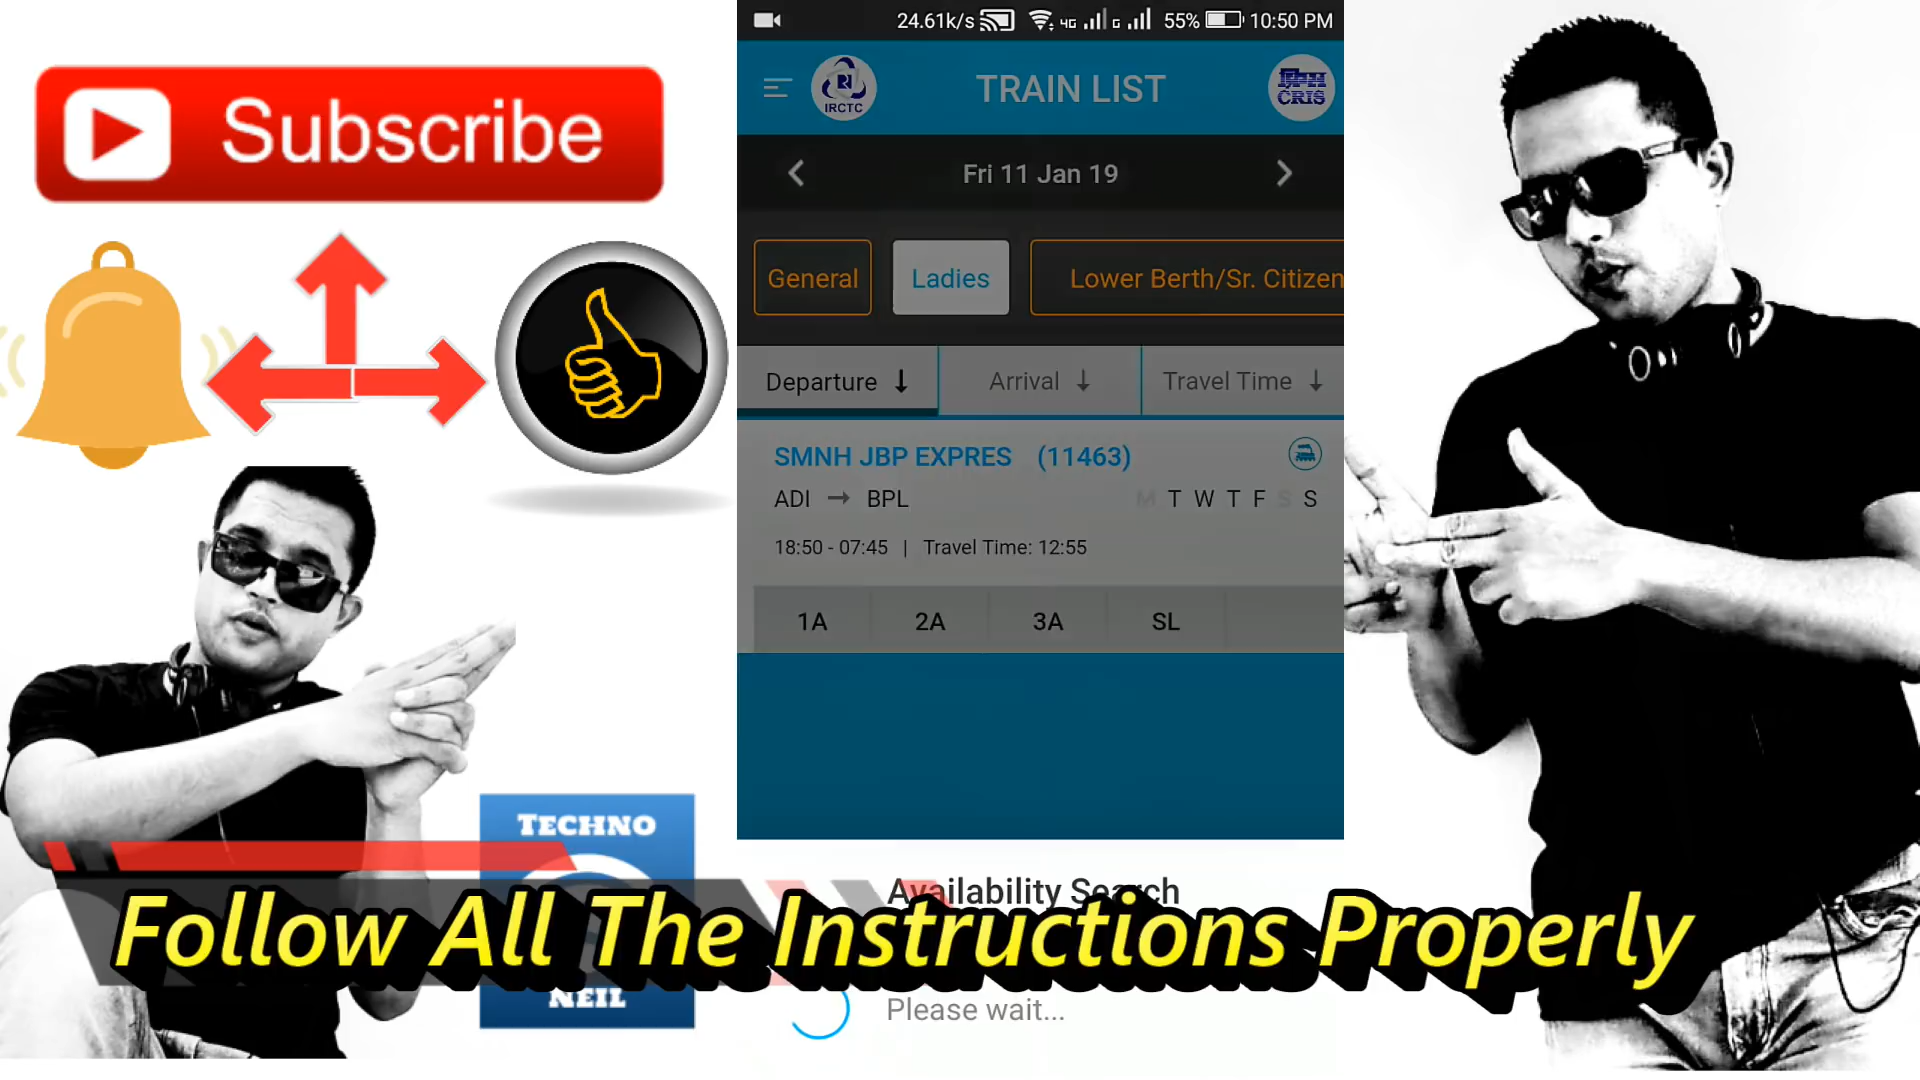 Subscribe
24.61k/s 4G G 55% 10:50 PM
IRCTC
TRAIN LIST
CRIS
Fri 11 Jan 19
General
Ladies
Lower Berth/Sr. Citizen
Departure ↓
Arrival ↓
Travel Time ↓
SMNH JBP EXPRES (11463)
ADI → BPL
M T W T F S S
18:50 - 07:45 | Travel Time: 12:55
1A 2A 3A SL
Availability Search
Please wait...
TECHNO
NEIL
Follow All The Instructions Properly